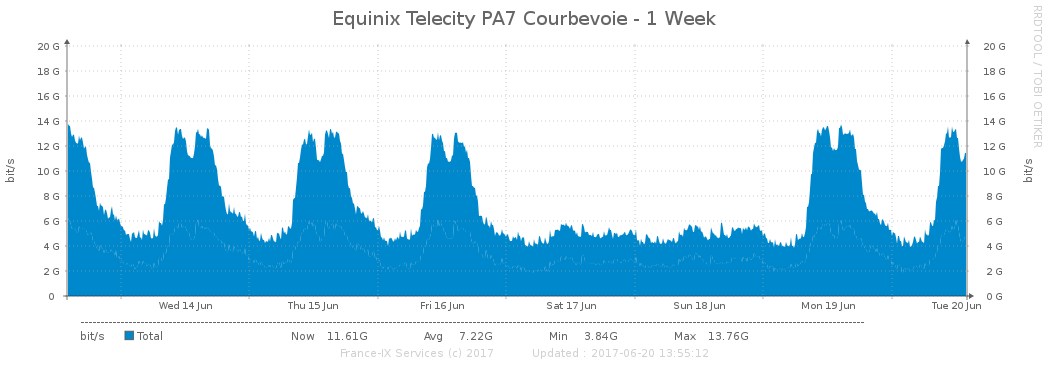 Equinix Telecity PA7 Courbevoie - 1 Week
RRDTOOL / TOBI OETIKER
20 G 20 G
18 G 18 G
16 G 16 G
14 G 14 G
12 G 12 G
10 G 10 G
8 G 8 G
6 G 6 G
4 G 4 G
2 G 2 G
0 0 G
bit/s
bit/s
Wed 14 Jun Thu 15 Jun Fri 16 Jun Sat 17 Jun Sun 18 Jun Mon 19 Jun Tue 20 Jun
bit/s Total Now 11.61G Avg 7.22G Min 3.84G Max 13.76G
France-IX Services (c) 2017 Updated : 2017-06-20 13:55:12